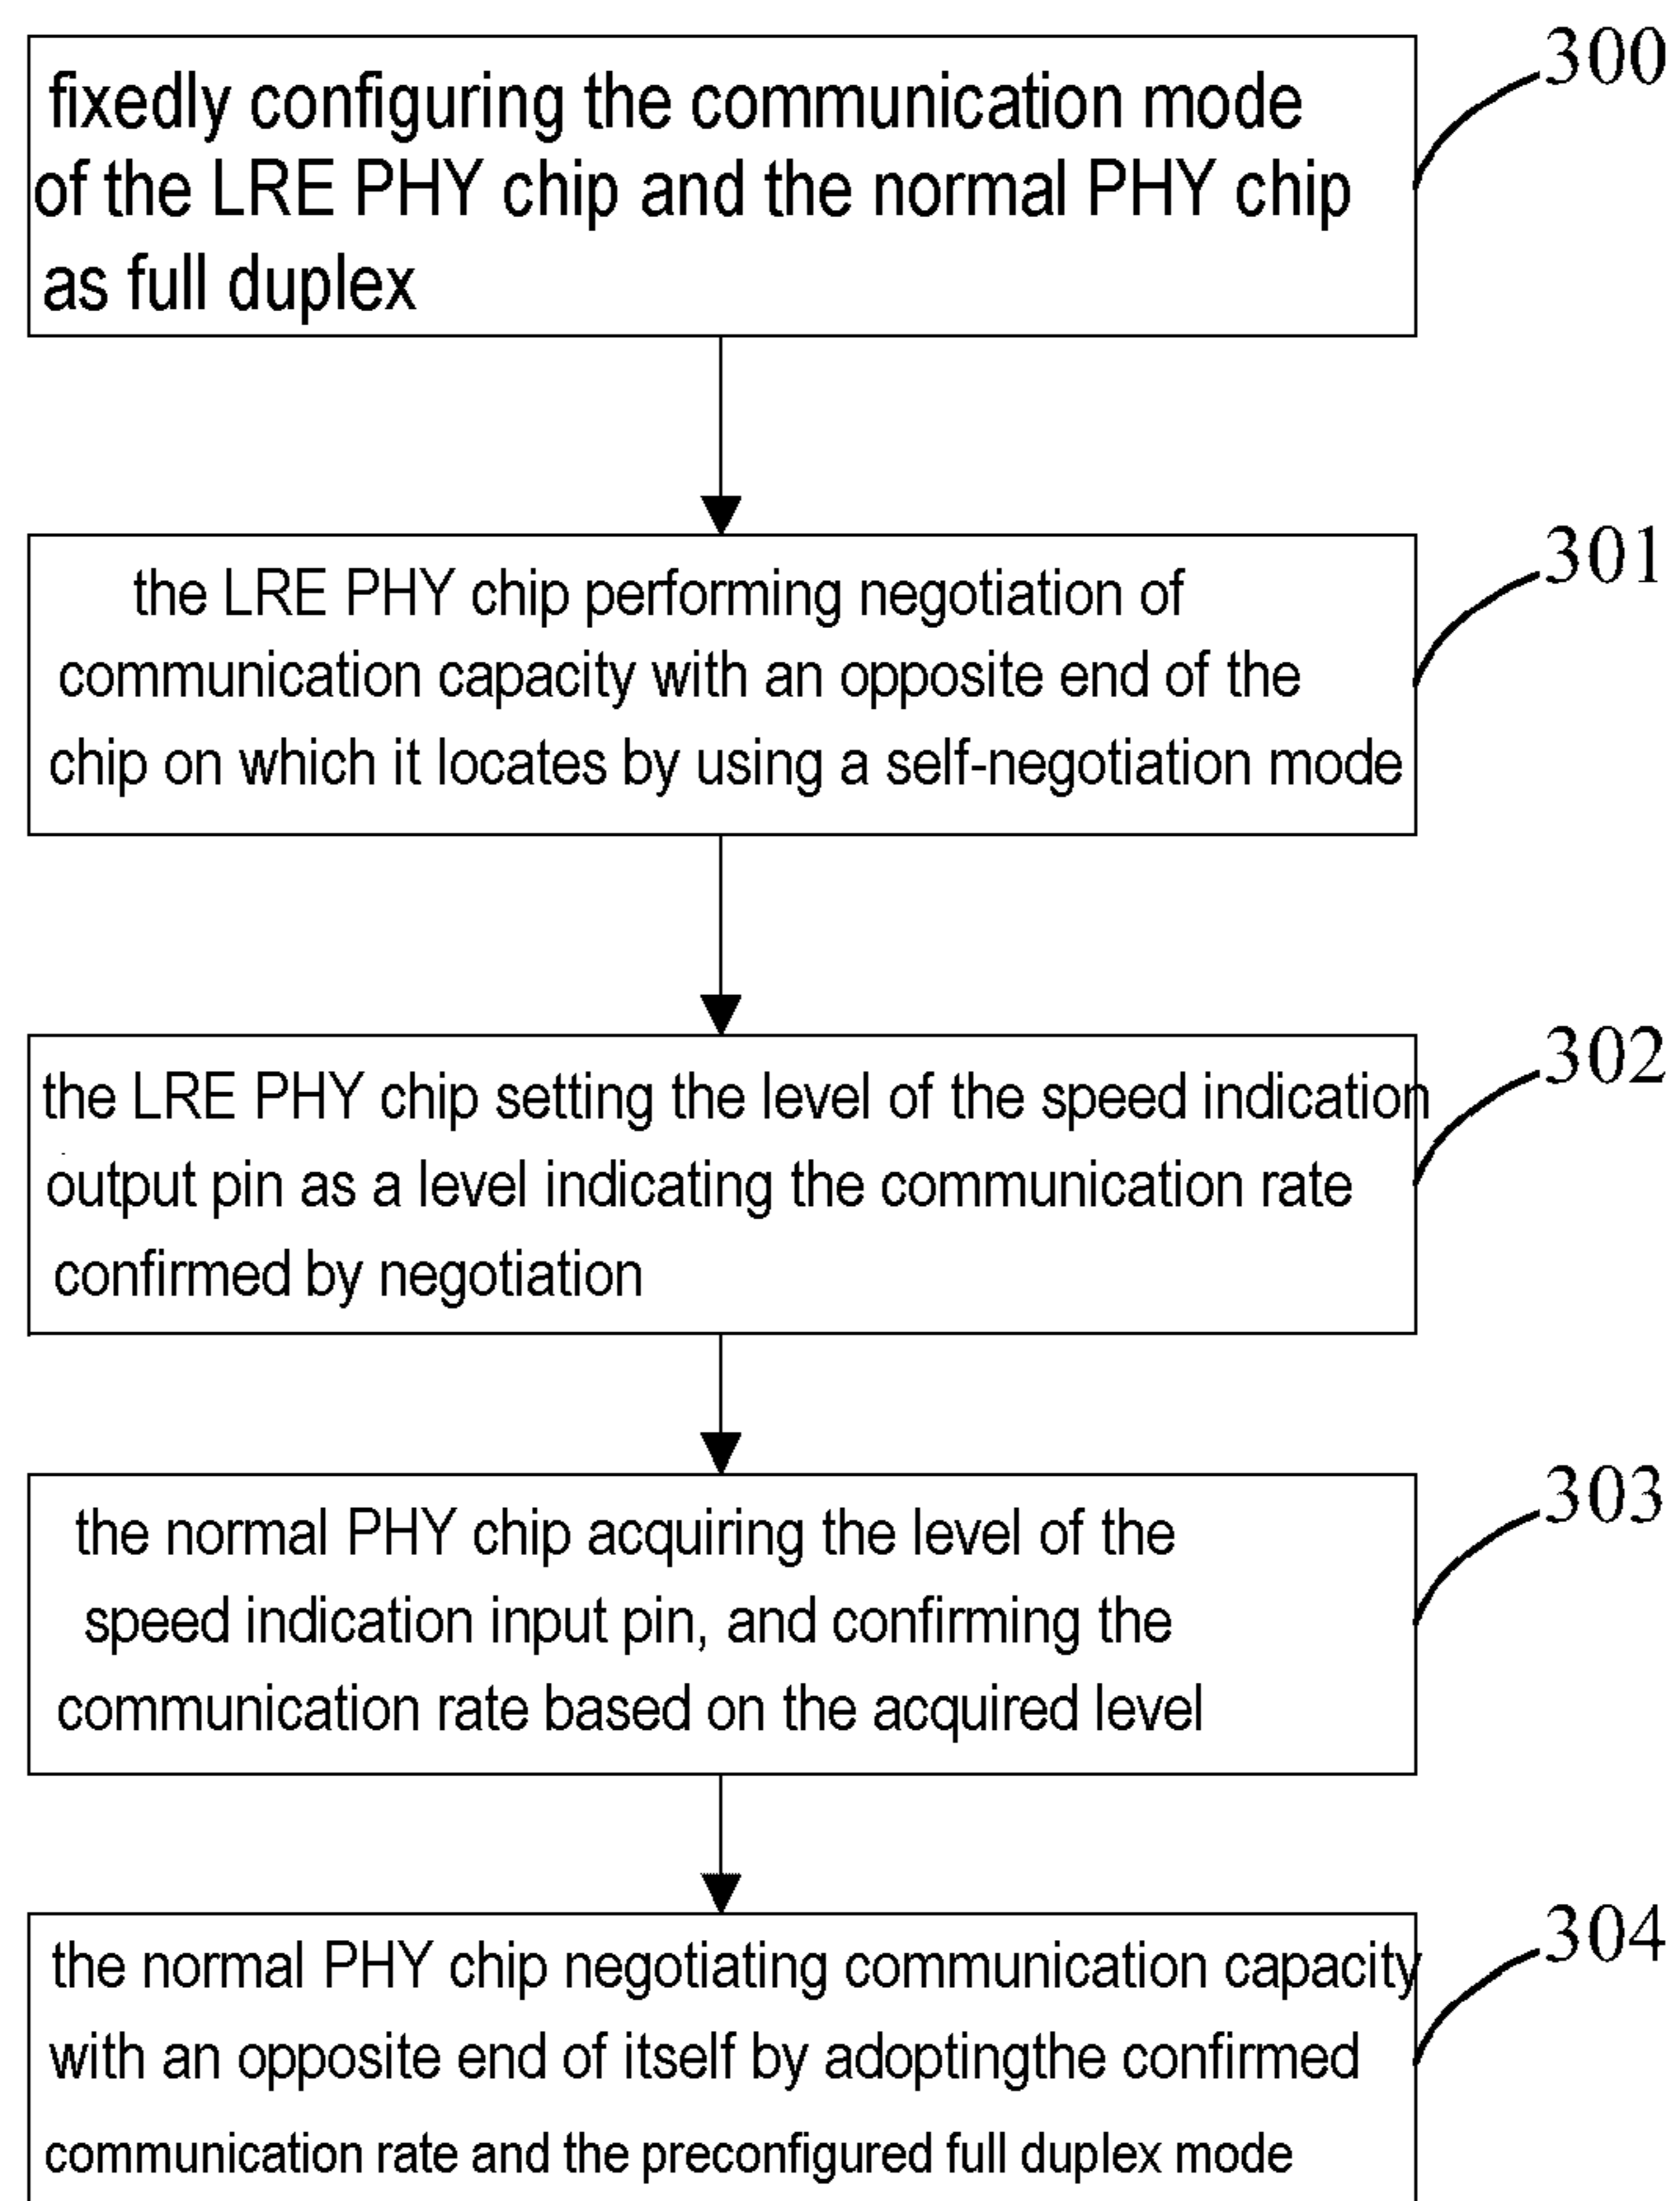 300
fixedly configuring the communication mode
of the LRE PHY chip and the normal PHY chip
as full duplex
301
the LRE PHY chip performing negotiation of
communication capacity with an opposite end of the
chip on which it locates by using a self-negotiation mode
302
the LRE PHY chip setting the level of the speed indication
output pin as a level indicating the communication rate
confirmed by negotiation
303
the normal PHY chip acquiring the level of the
speed indication input pin, and confirming the
communication rate based on the acquired level
304
the normal PHY chip negotiating communication capacity
with an opposite end of itself by adoptingthe confirmed
communication rate and the preconfigured full duplex mode